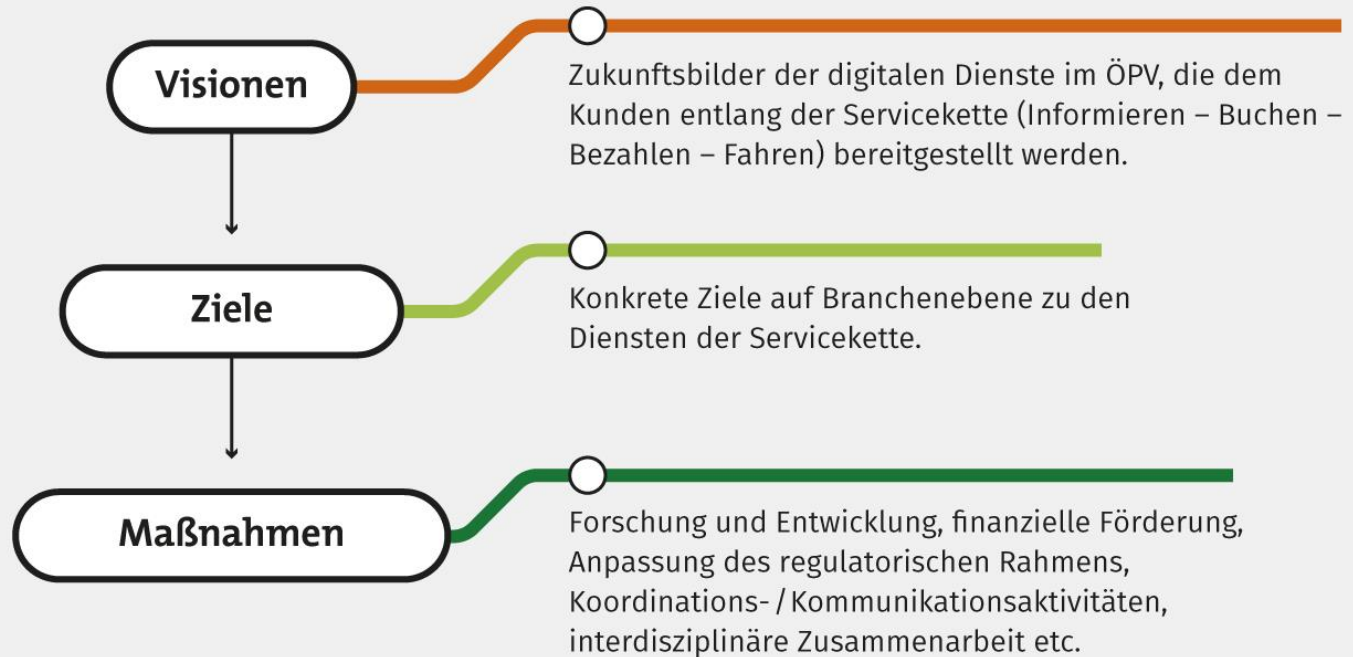 Visionen
Zukunftsbilder der digitalen Dienste im ÖPV, die dem
Kunden entlang der Servicekette (Informieren – Buchen –
Bezahlen – Fahren) bereitgestellt werden.
Ziele
Konkrete Ziele auf Branchenebene zu den
Diensten der Servicekette.
Maßnahmen
Forschung und Entwicklung, finanzielle Förderung,
Anpassung des regulatorischen Rahmens,
Koordinations-/Kommunikationsaktivitäten,
interdisziplinäre Zusammenarbeit etc.